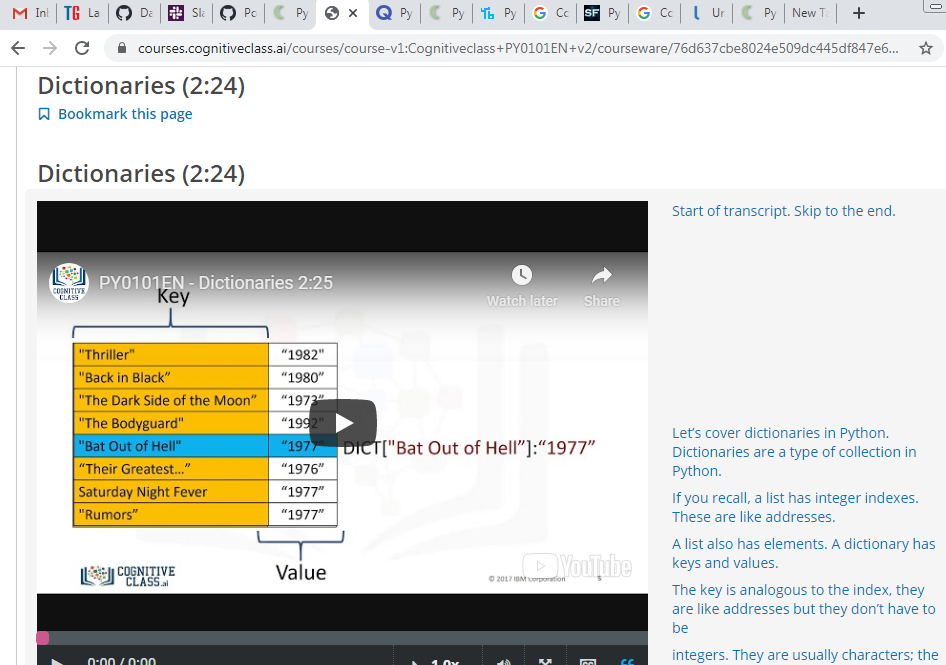 Inl
La
Da
Sla
Pc
Py
Py
Py
Py
Cc
SF Py
Cc
Ur
Py
New T
courses.cognitiveclass.ai/courses/course-v1:Cognitiveclass+PY0101EN+v2/courseware/76d637cbe8024e509dc445df847e6...
Dictionaries (2:24)
Bookmark this page
Dictionaries (2:24)
PY0101EN - Dictionaries 2:25
Watch later
Share
COGNITIVE
CLASS
Key
"Thriller" "1982"
"Back in Black" "1980"
"The Dark Side of the Moon" "1973"
"The Bodyguard" "1992"
"Bat Out of Hell" "1977"
"Their Greatest..." "1976"
Saturday Night Fever "1977"
"Rumors" "1977"
DICT["Bat Out of Hell"]:"1977"
Value
COGNITIVE
CLASS.ai
© 2017 IBM Corporation 5
YouTube
0:00 / 0:00
1.0x
Start of transcript. Skip to the end.
Let's cover dictionaries in Python.
Dictionaries are a type of collection in
Python.
If you recall, a list has integer indexes.
These are like addresses.
A list also has elements. A dictionary has
keys and values.
The key is analogous to the index, they
are like addresses but they don't have to
be
integers. They are usually characters; the